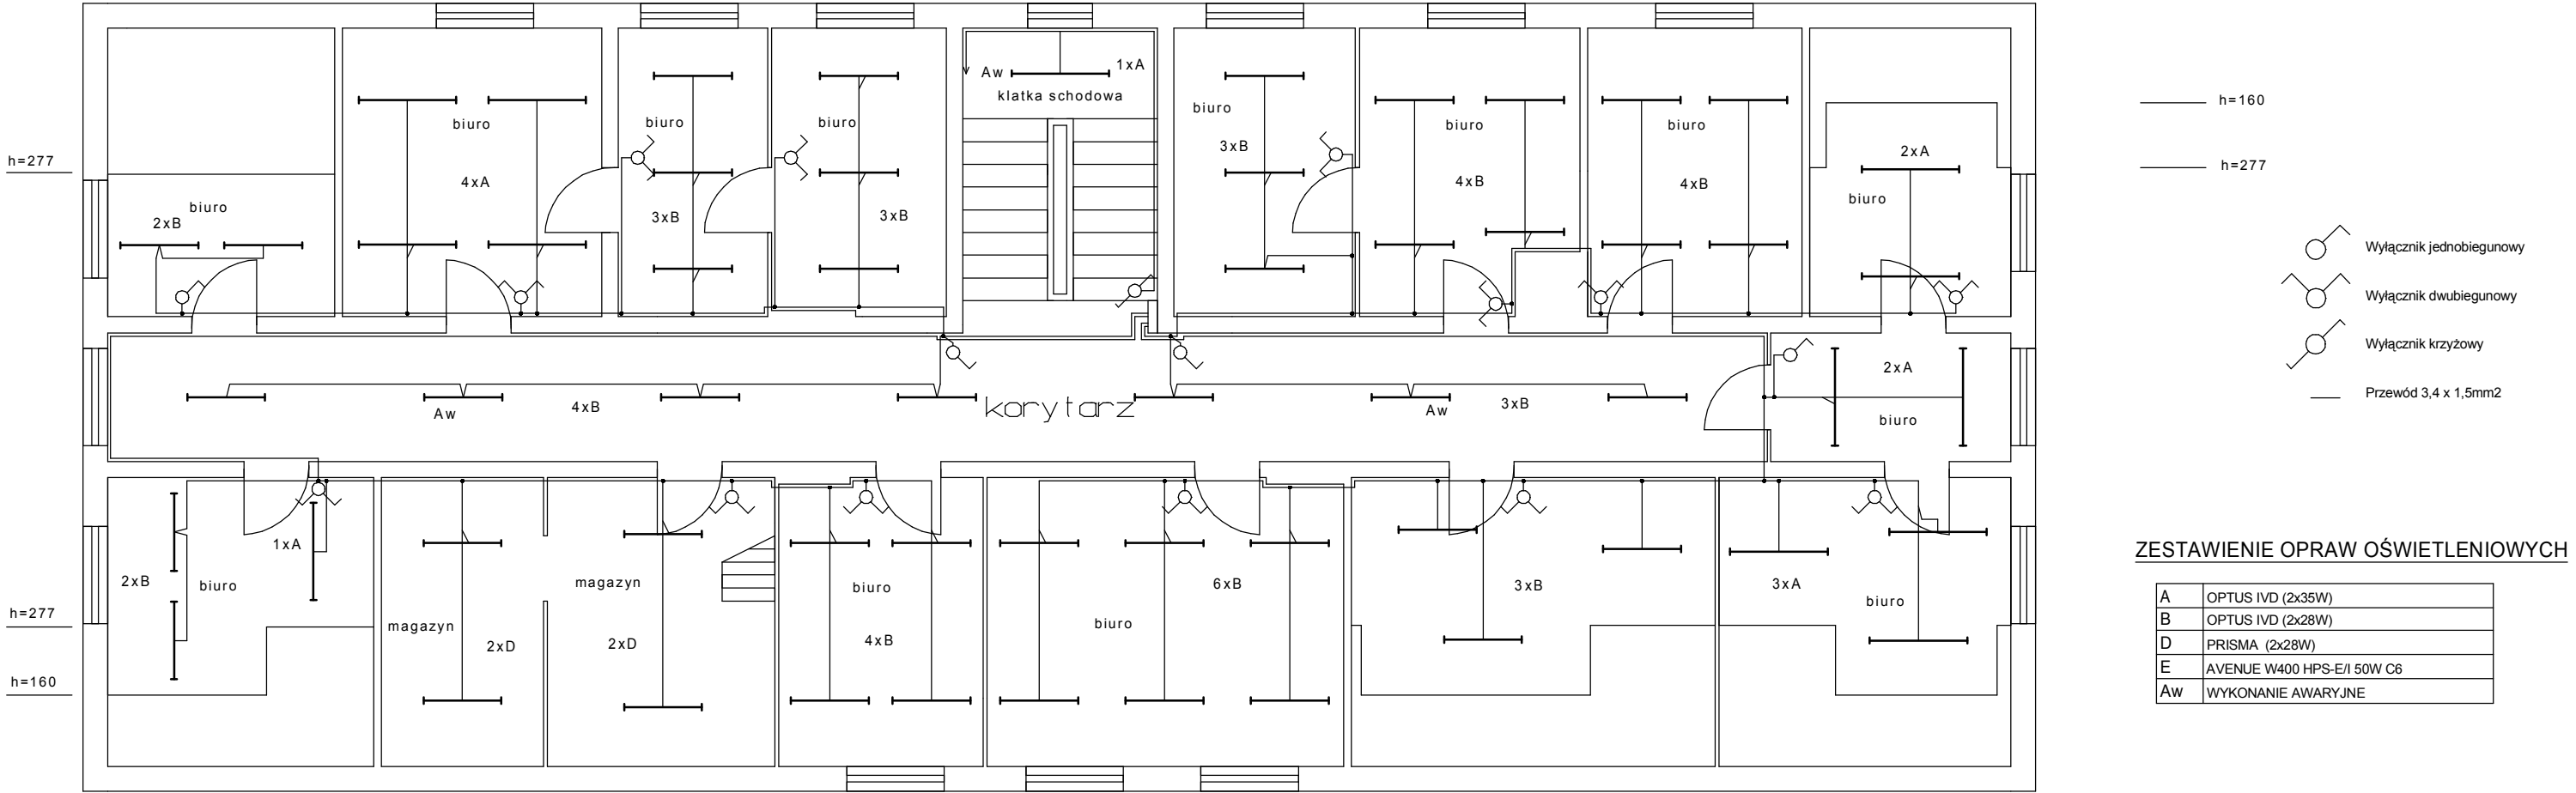 Aw
1xA
klatka schodowa
h=277
biuro
4xA
biuro
2xB
biuro
3xB
biuro
3xB
biuro
3xB
biuro
4xB
biuro
4xB
2xA
biuro
Aw
4xB
korytarz
Aw
3xB
2xA
biuro
2xB
biuro
1xA
magazyn
2xD
magazyn
2xD
biuro
4xB
biuro
6xB
3xB
3xA
biuro
h=277
h=160
h=160
h=277
Wyłącznik jednobiegunowy
Wyłącznik dwubiegunowy
Wyłącznik krzyżowy
Przewód 3,4 x 1,5mm2
ZESTAWIENIE OPRAW OŚWIETLENIOWYCH
A OPTUS IVD (2x35W)
B OPTUS IVD (2x28W)
D PRISMA (2x28W)
E AVENUE W400 HPS-E/I 50W C6
Aw WYKONANIE AWARYJNE